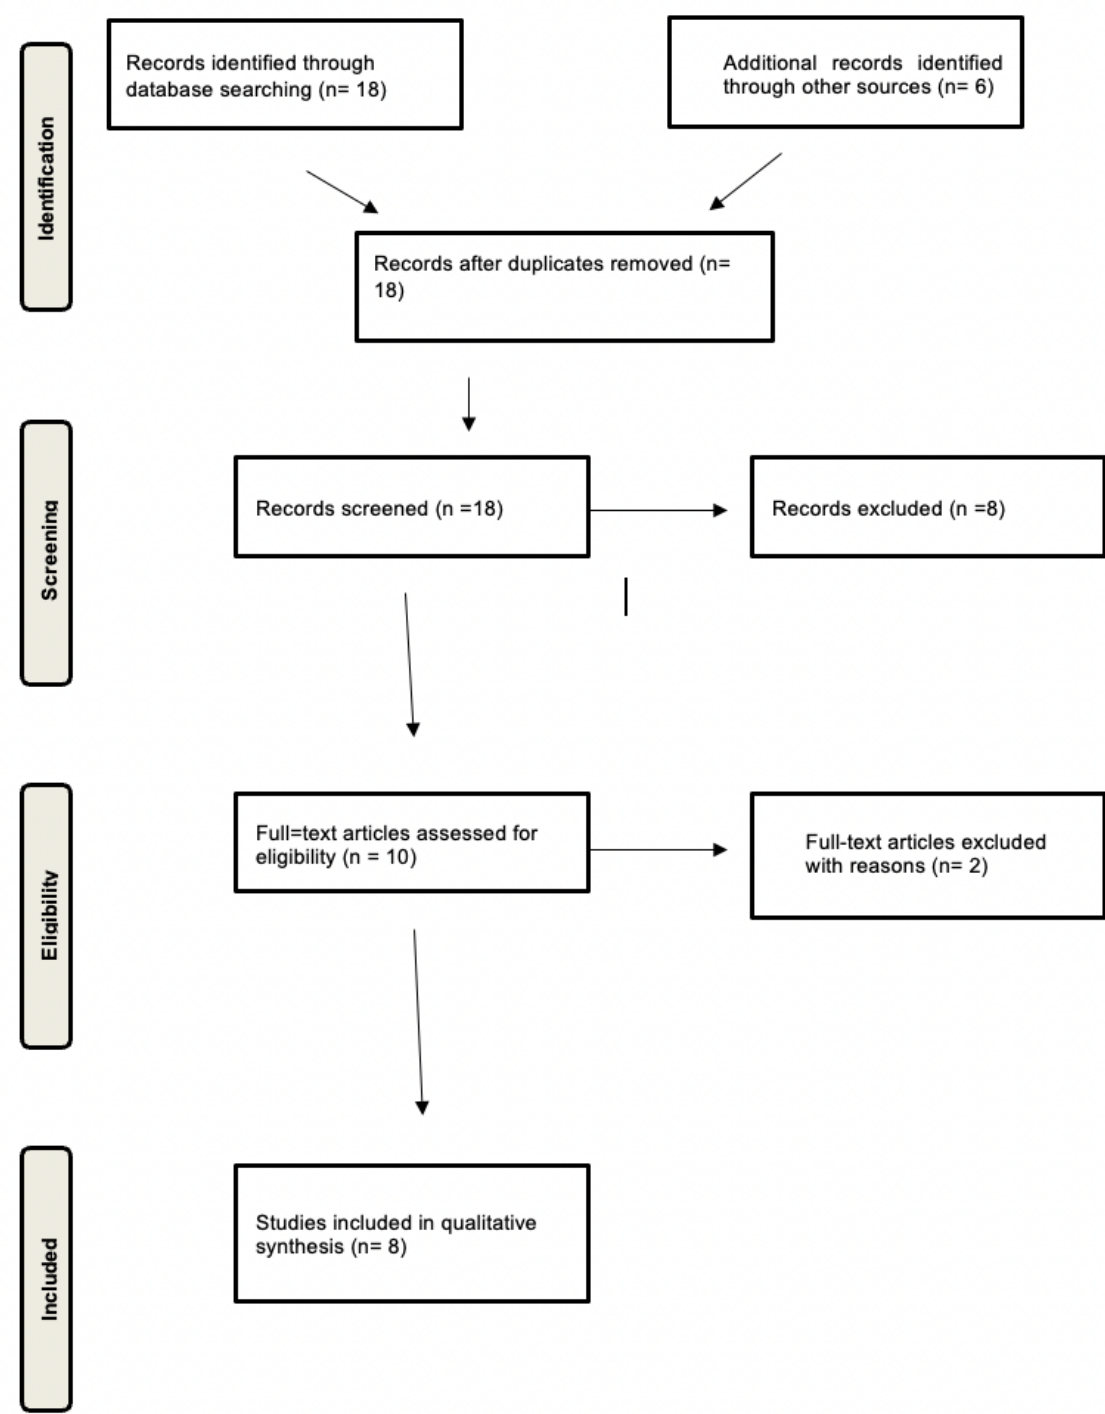 Identification
Records identified through
database searching (n= 18)
Additional records identified
through other sources (n= 6)
Records after duplicates removed (n=
18)
Screening
Records screened (n =18)
Records excluded (n =8)
Eligibility
Full=text articles assessed for
eligibility (n = 10)
Full-text articles excluded
with reasons (n= 2)
Included
Studies included in qualitative
synthesis (n= 8)